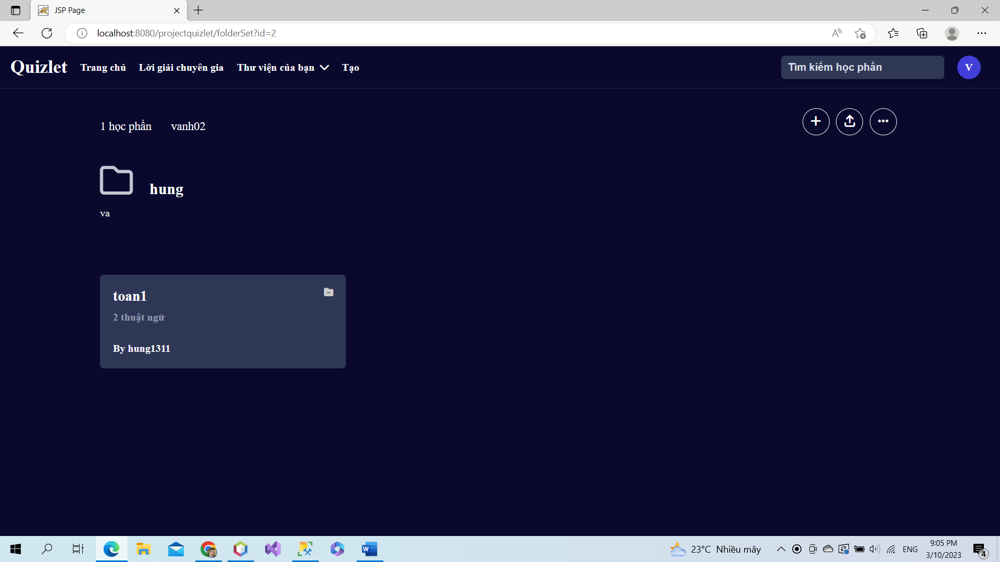 JSP Page
localhost:8080/projectquizlet/folderSet?id=2
Quizlet Trang chủ Lời giải chuyên gia Thư viện của bạn Tạo Tìm kiếm học phần V
1 học phần vanh02
hung
va
toan1
2 thuật ngữ
By hung1311
23°C Nhiều mây ENG 9:05 PM
3/10/2023 4